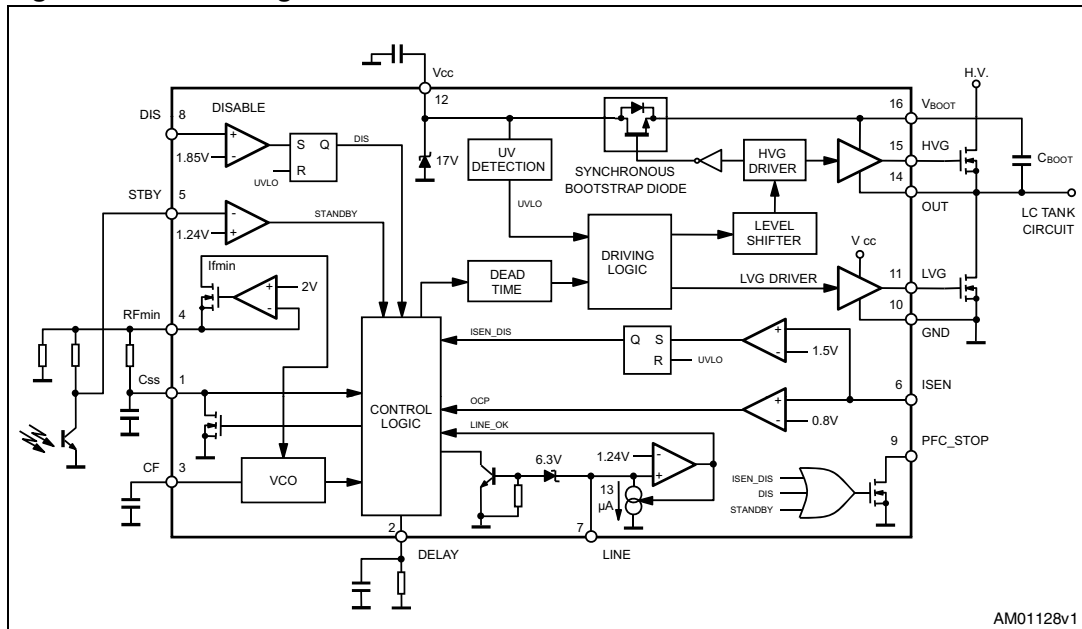 Vcc
12
H.V.
DIS
8
DISABLE
+
-
1.85V
S
Q
R
DIS
UVLO
17V
UV
DETECTION
SYNCHRONOUS
BOOTSTRAP DIODE
HVG
DRIVER
16
VBOOT
15
HVG
14
OUT
CBOOT
LC TANK
CIRCUIT
STBY
5
-
+
1.24V
STANDBY
UVLO
LEVEL
SHIFTER
DRIVING
LOGIC
DEAD
TIME
V cc
LVG DRIVER
11
LVG
10
GND
Ifmin
+
-
2V
RFmin
4
ISEN_DIS
Q
S
R
UVLO
+
-
1.5V
Css
1
CONTROL
LOGIC
OCP
+
-
0.8V
6
ISEN
LINE_OK
1.24V
-
+
6.3V
13
µA
9
PFC_STOP
ISEN_DIS
DIS
STANDBY
CF
3
VCO
2
DELAY
7
LINE
AM01128v1